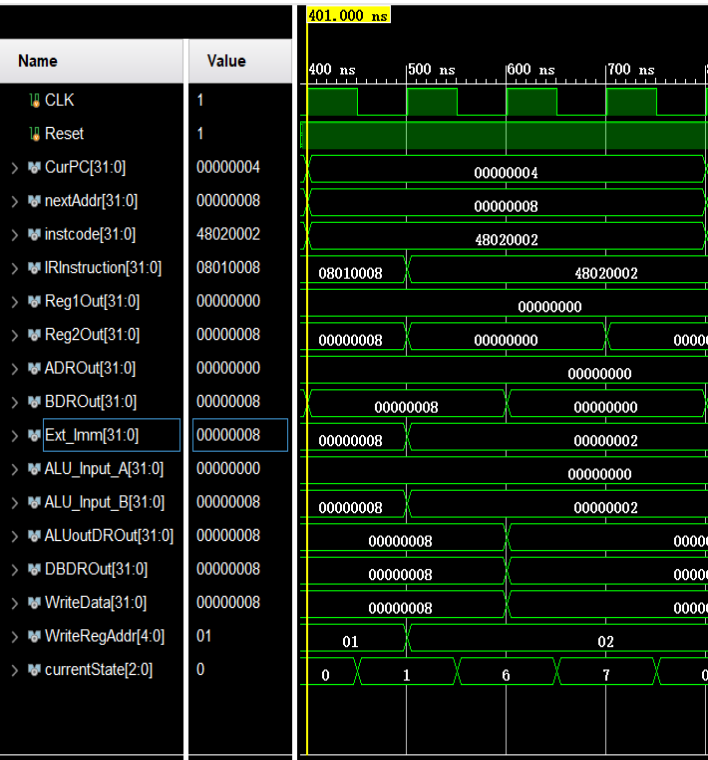 401.000 ns
Name Value
400 ns 500 ns 600 ns 700 ns
CLK 1
Reset 1
CurPC[31:0] 00000004 00000004
nextAddr[31:0] 00000008 00000008
instcode[31:0] 48020002 48020002
IRInstruction[31:0] 08010008 08010008 48020002
Reg1Out[31:0] 00000000 00000000
Reg2Out[31:0] 00000008 00000008 00000000 0000
ADROut[31:0] 00000000 00000000
BDROut[31:0] 00000008 00000008 00000000
Ext_Imm[31:0] 00000008 00000008 00000002
ALU_Input_A[31:0] 00000000 00000000
ALU_Input_B[31:0] 00000008 00000008 00000002
ALUoutDROut[31:0] 00000008 00000008 0000
DBDROut[31:0] 00000008 00000008 0000
WriteData[31:0] 00000008 00000008 0000
WriteRegAddr[4:0] 01 01 02
currentState[2:0] 0 0 1 6 7 0